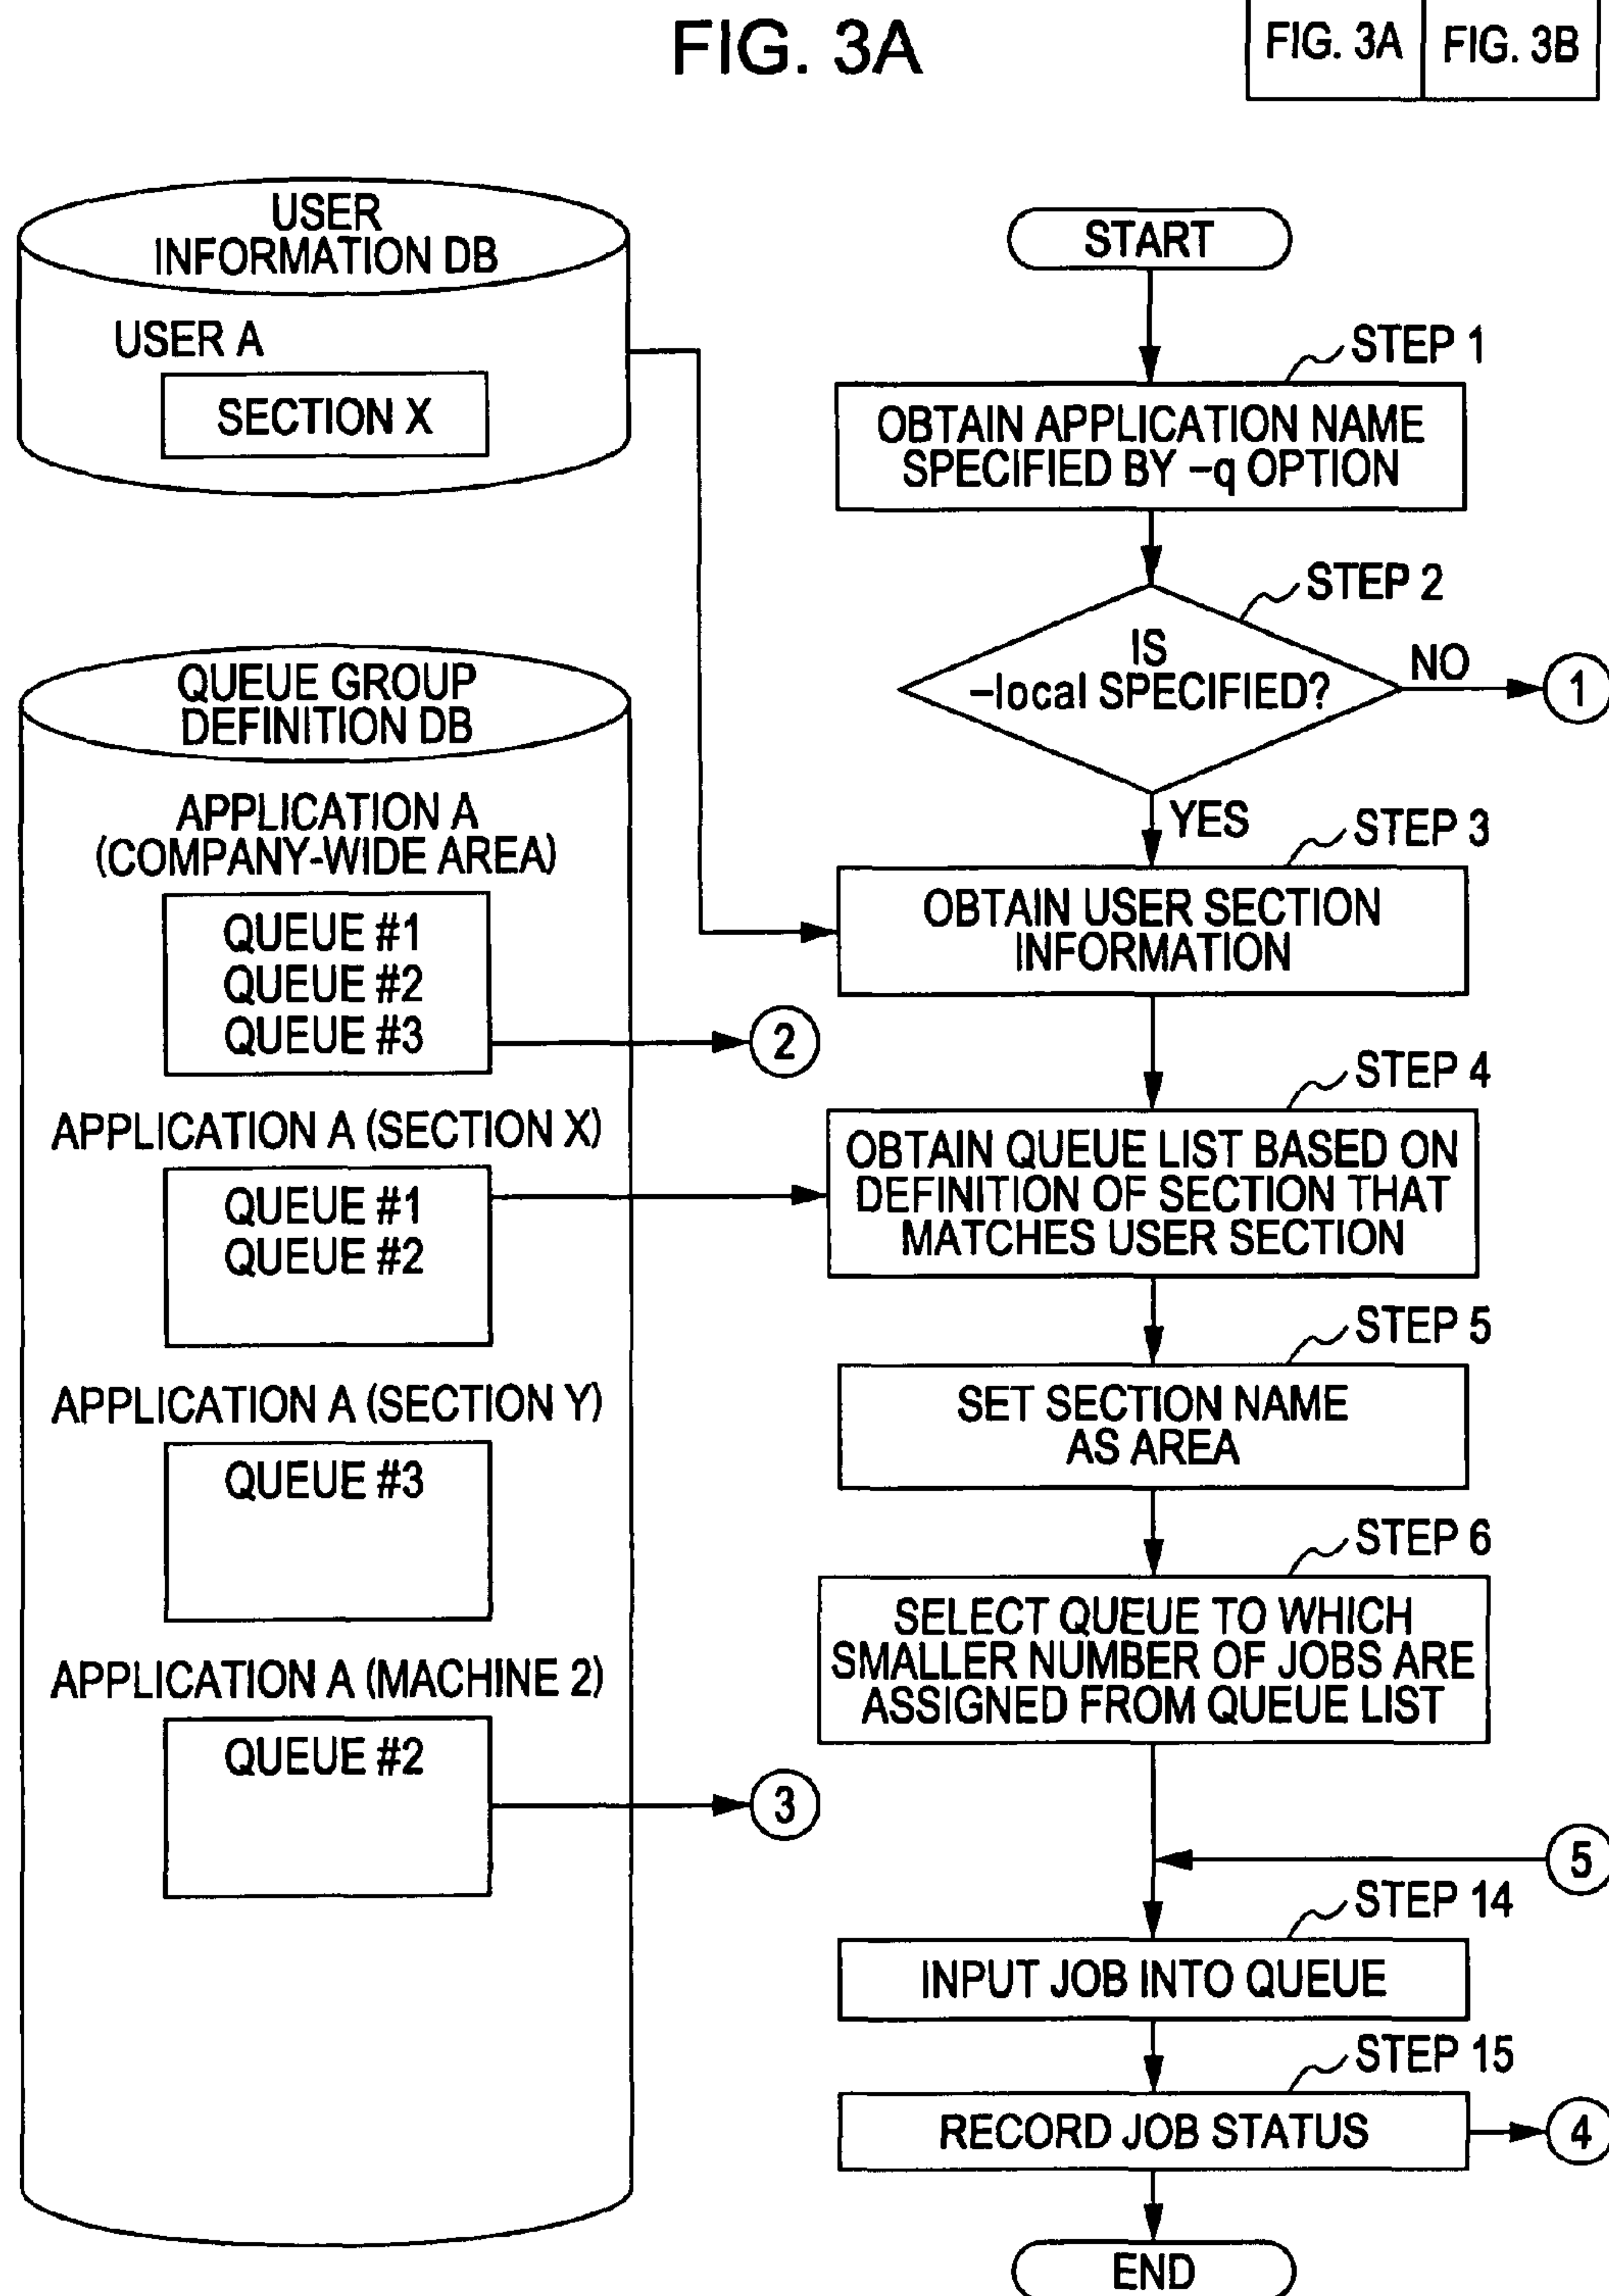 FIG. 3A
FIG. 3A
FIG. 3B
USER
INFORMATION DB
USER A
SECTION X
QUEUE GROUP
DEFINITION DB
APPLICATION A
(COMPANY-WIDE AREA)
QUEUE #1
QUEUE #2
QUEUE #3
2
APPLICATION A (SECTION X)
QUEUE #1
QUEUE #2
APPLICATION A (SECTION Y)
QUEUE #3
APPLICATION A (MACHINE 2)
QUEUE #2
3
START
STEP 1
OBTAIN APPLICATION NAME
SPECIFIED BY –q OPTION
STEP 2
IS
–local SPECIFIED?
NO
1
YES
STEP 3
OBTAIN USER SECTION
INFORMATION
STEP 4
OBTAIN QUEUE LIST BASED ON
DEFINITION OF SECTION THAT
MATCHES USER SECTION
STEP 5
SET SECTION NAME
AS AREA
STEP 6
SELECT QUEUE TO WHICH
SMALLER NUMBER OF JOBS ARE
ASSIGNED FROM QUEUE LIST
5
STEP 14
INPUT JOB INTO QUEUE
STEP 15
RECORD JOB STATUS
4
END